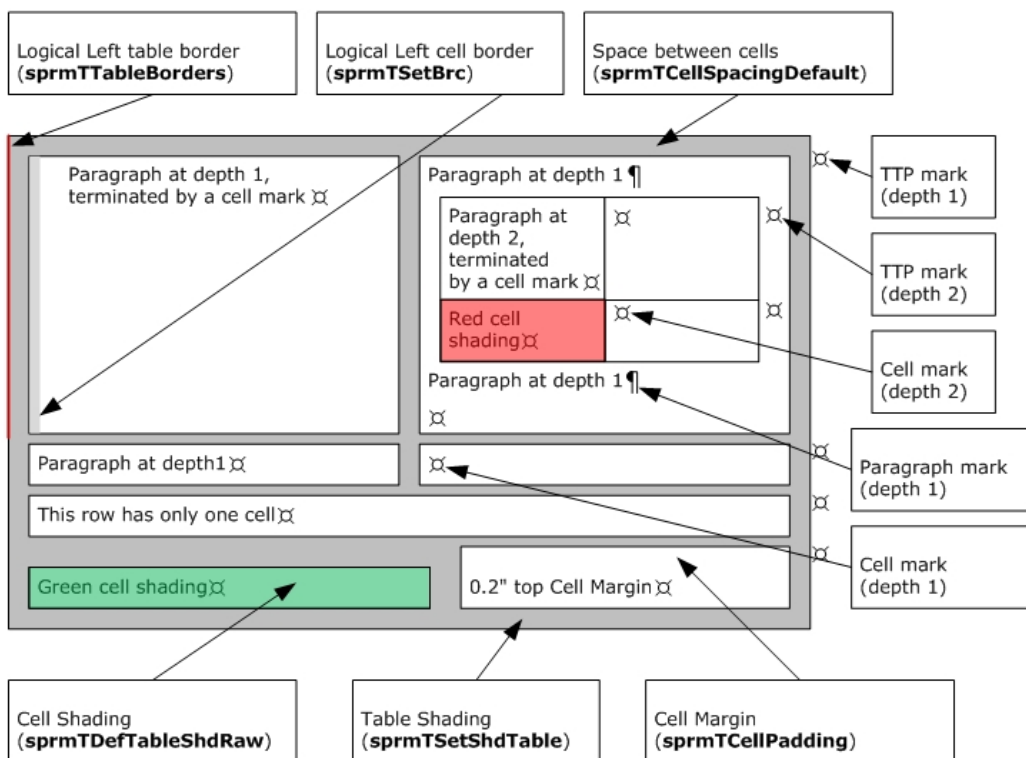 Logical Left table border
(sprmTTableBorders)
Logical Left cell border
(sprmTSetBrc)
Space between cells
(sprmTCellSpacingDefault)
Paragraph at depth 1,
terminated by a cell mark ¤
Paragraph at depth 1 ¶
Paragraph at
depth 2,
terminated
by a cell mark ¤
¤
¤
¤
TTP mark
(depth 1)
TTP mark
(depth 2)
Red cell
shading¤
¤
¤
Cell mark
(depth 2)
Paragraph at depth 1¶
¤
Paragraph at depth1¤
¤
¤
Paragraph mark
(depth 1)
This row has only one cell¤
¤
Green cell shading¤
0.2" top Cell Margin¤
¤
Cell mark
(depth 1)
Cell Shading
(sprmTDefTableShdRaw)
Table Shading
(sprmTSetShdTable)
Cell Margin
(sprmTCellPadding)